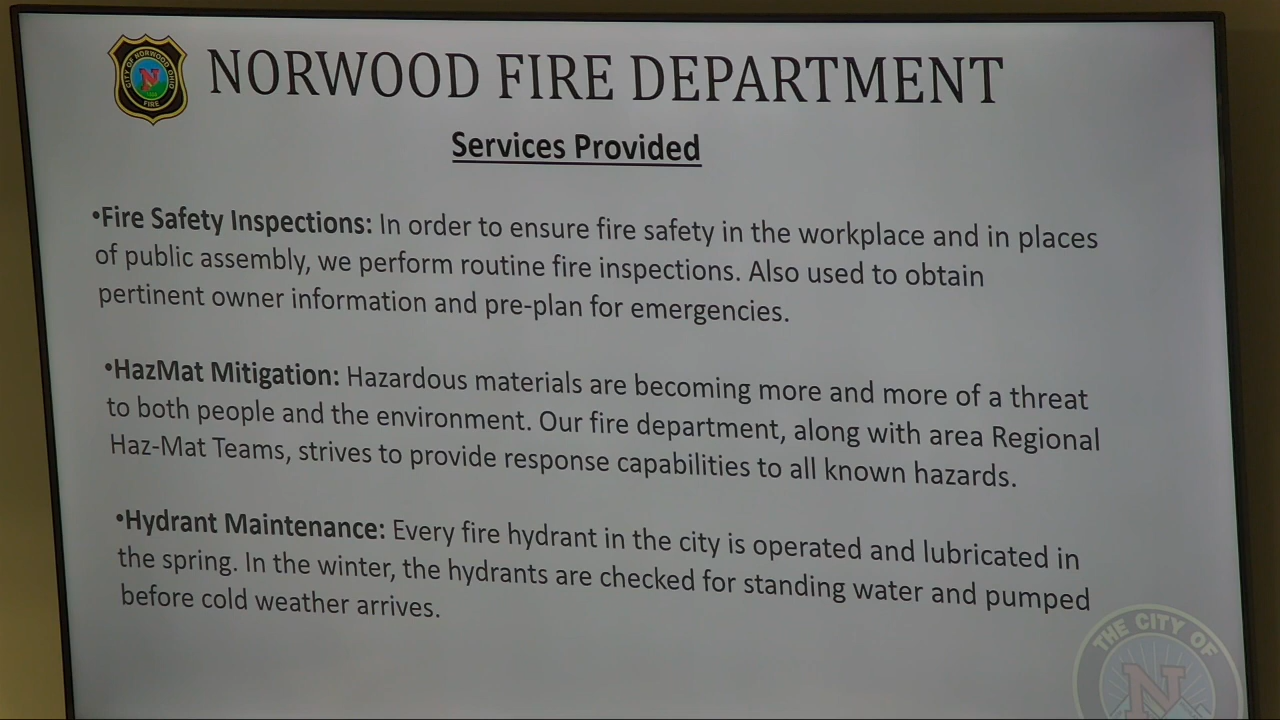 NORWOOD FIRE DEPARTMENT
CITY OF NORWOOD OHIO
N
FIRE
Services Provided
•Fire Safety Inspections: In order to ensure fire safety in the workplace and in places
of public assembly, we perform routine fire inspections. Also used to obtain
pertinent owner information and pre-plan for emergencies.
•HazMat Mitigation: Hazardous materials are becoming more and more of a threat
to both people and the environment. Our fire department, along with area Regional
Haz-Mat Teams, strives to provide response capabilities to all known hazards.
•Hydrant Maintenance: Every fire hydrant in the city is operated and lubricated in
the spring. In the winter, the hydrants are checked for standing water and pumped
before cold weather arrives.
THE CITY OF
N